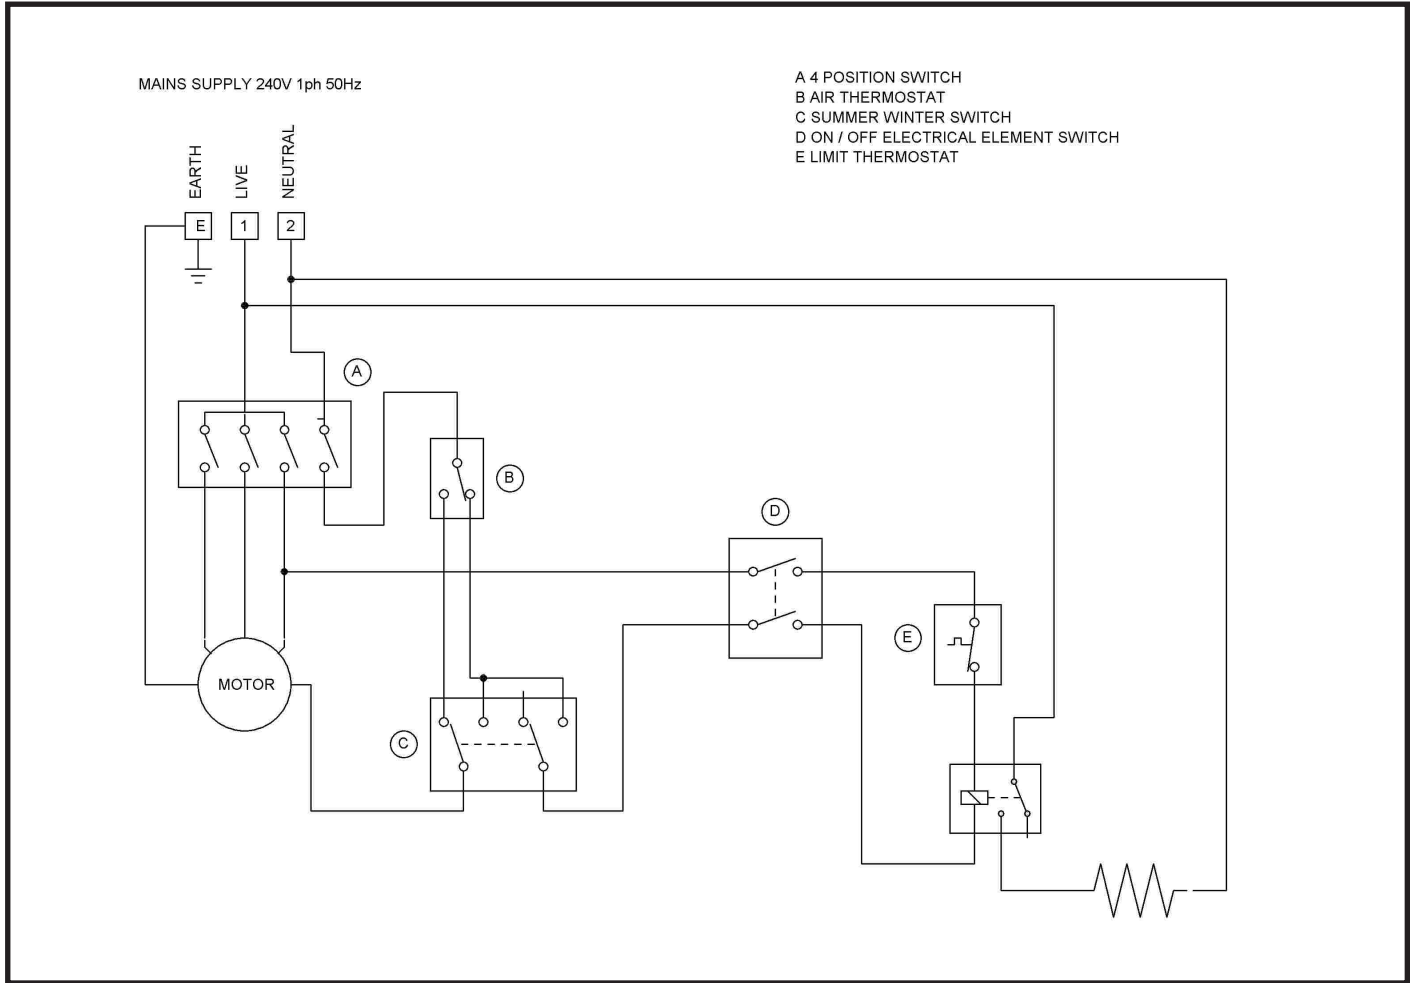 MAINS SUPPLY 240V 1ph 50Hz
A 4 POSITION SWITCH
B AIR THERMOSTAT
C SUMMER WINTER SWITCH
D ON / OFF ELECTRICAL ELEMENT SWITCH
E LIMIT THERMOSTAT
EARTH
LIVE
NEUTRAL
E
1
2
A
B
D
E
MOTOR
C